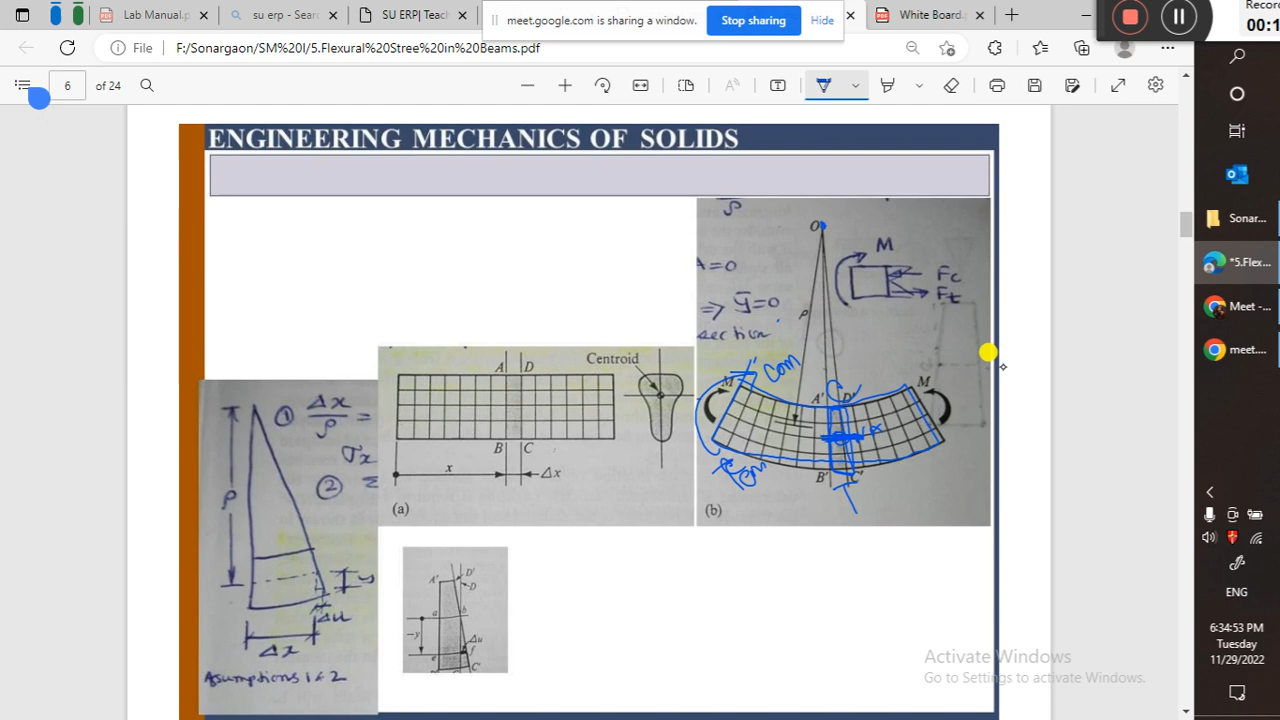 Lab Manual.p
su erp - Sear
SU ERP| Teach
meet.google.com is sharing a window.
Stop sharing
Hide
White Board.p
Recor
00:1
File
F:/Sonargaon/SM%20I/5.Flexural%20Stree%20in%20Beams.pdf
6
of 24
ENGINEERING MECHANICS OF SOLIDS
ρ
O
M
A=0
Fc
Ft
⇒ ȳ=0
section
ρ
Com
M
M
A'
D'
B'
C'
T
(b)
A
D
Centroid
B
C
x
Δx
(a)
① Δx/ρ =
σx
② Σ
ρ
Δu
Δx
Asumptions 1 & 2
A'
D'
D
a
b
-y
Δu
e
f
C'
Sonar...
*5.Flex...
Meet -...
meet....
ENG
6:34:53 PM
Tuesday
11/29/2022
Activate Windows
Go to Settings to activate Windows.